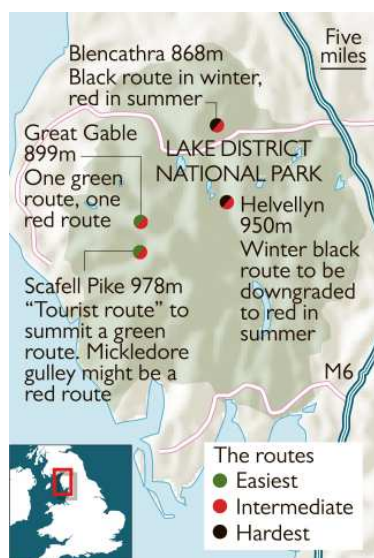 Five
miles
Blencathra 868m
Black route in winter,
red in summer
Great Gable
899m
One green
route, one
red route
LAKE DISTRICT
NATIONAL PARK
Helvellyn
950m
Winter black
route to be
downgraded
to red in
summer
Scafell Pike 978m
“Tourist route” to
summit a green
route. Mickledore
gulley might be a
red route
M6
The routes
Easiest
Intermediate
Hardest